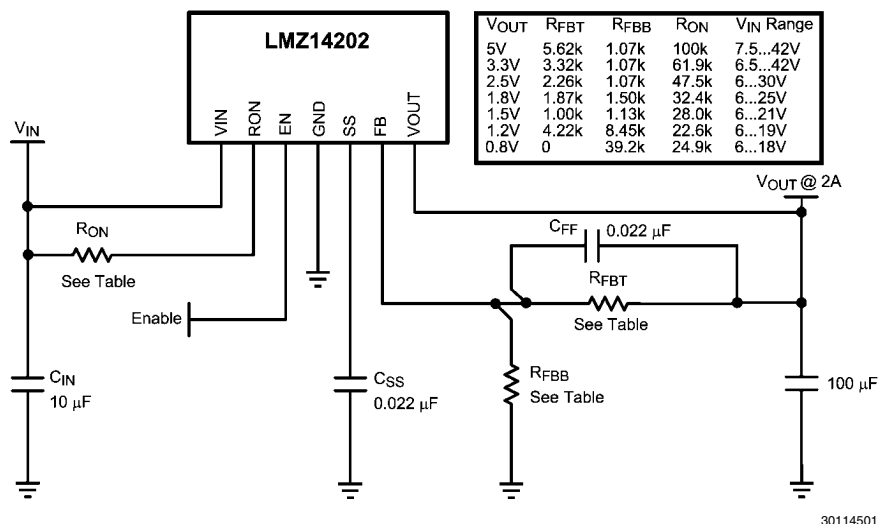 LMZ14202
VIN
RON
EN
GND
SS
FB
VOUT
VOUT RFBT RFBB RON VIN Range
5V 5.62k 1.07k 100k 7.5...42V
3.3V 3.32k 1.07k 61.9k 6.5...42V
2.5V 2.26k 1.07k 47.5k 6...30V
1.8V 1.87k 1.50k 32.4k 6...25V
1.5V 1.00k 1.13k 28.0k 6...21V
1.2V 4.22k 8.45k 22.6k 6...19V
0.8V 0 39.2k 24.9k 6...18V
VIN
VOUT @ 2A
RON
See Table
CFF 0.022 µF
RFBT
See Table
Enable
CIN
10 µF
CSS
0.022 µF
RFBB
See Table
100 µF
30114501